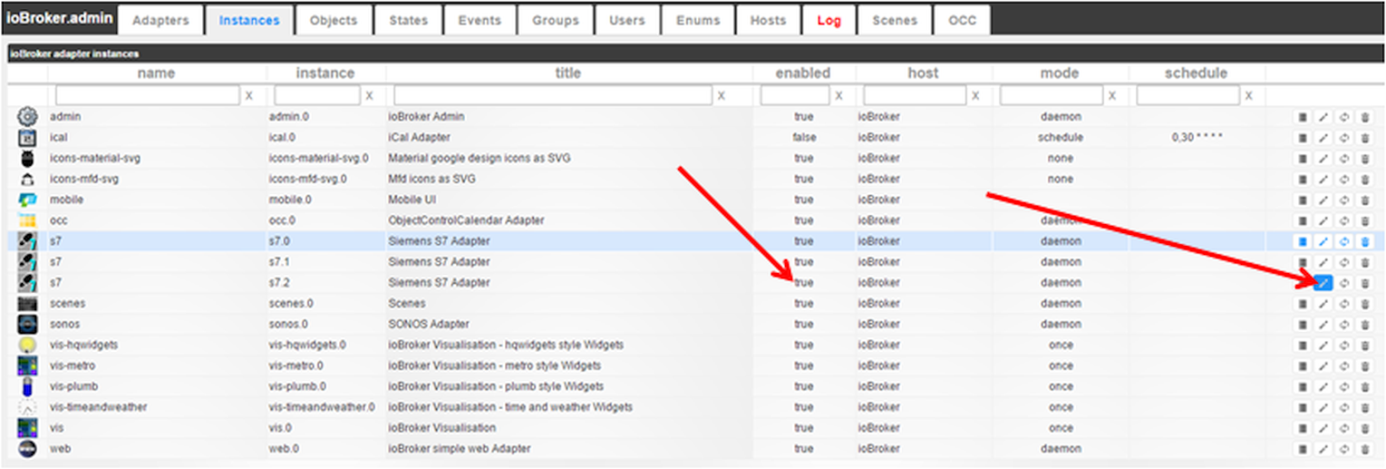 ioBroker.admin Adapters Instances Objects States Events Groups Users Enums Hosts Log Scenes OCC
ioBroker adapter instances
name instance title enabled host mode schedule
X X X X X X X
admin admin.0 ioBroker Admin true ioBroker daemon
ical ical.0 iCal Adapter false ioBroker schedule 0,30 * * * *
icons-material-svg icons-material-svg.0 Material google design icons as SVG true ioBroker none
icons-mfd-svg icons-mfd-svg.0 Mfd icons as SVG true ioBroker none
mobile mobile.0 Mobile UI true ioBroker once
occ occ.0 ObjectControlCalendar Adapter true ioBroker daemon
s7 s7.0 Siemens S7 Adapter true ioBroker daemon
s7 s7.1 Siemens S7 Adapter true ioBroker daemon
s7 s7.2 Siemens S7 Adapter true ioBroker daemon
scenes scenes.0 Scenes true ioBroker daemon
sonos sonos.0 SONOS Adapter true ioBroker daemon
vis-hqwidgets vis-hqwidgets.0 ioBroker Visualisation - hqwidgets style Widgets true ioBroker once
vis-metro vis-metro.0 ioBroker Visualisation - metro style Widgets true ioBroker once
vis-plumb vis-plumb.0 ioBroker Visualisation - plumb style Widgets true ioBroker once
vis-timeandweather vis-timeandweather.0 ioBroker Visualisation - time and weather Widgets true ioBroker once
vis vis.0 ioBroker Visualisation true ioBroker once
web web.0 ioBroker simple web Adapter true ioBroker daemon